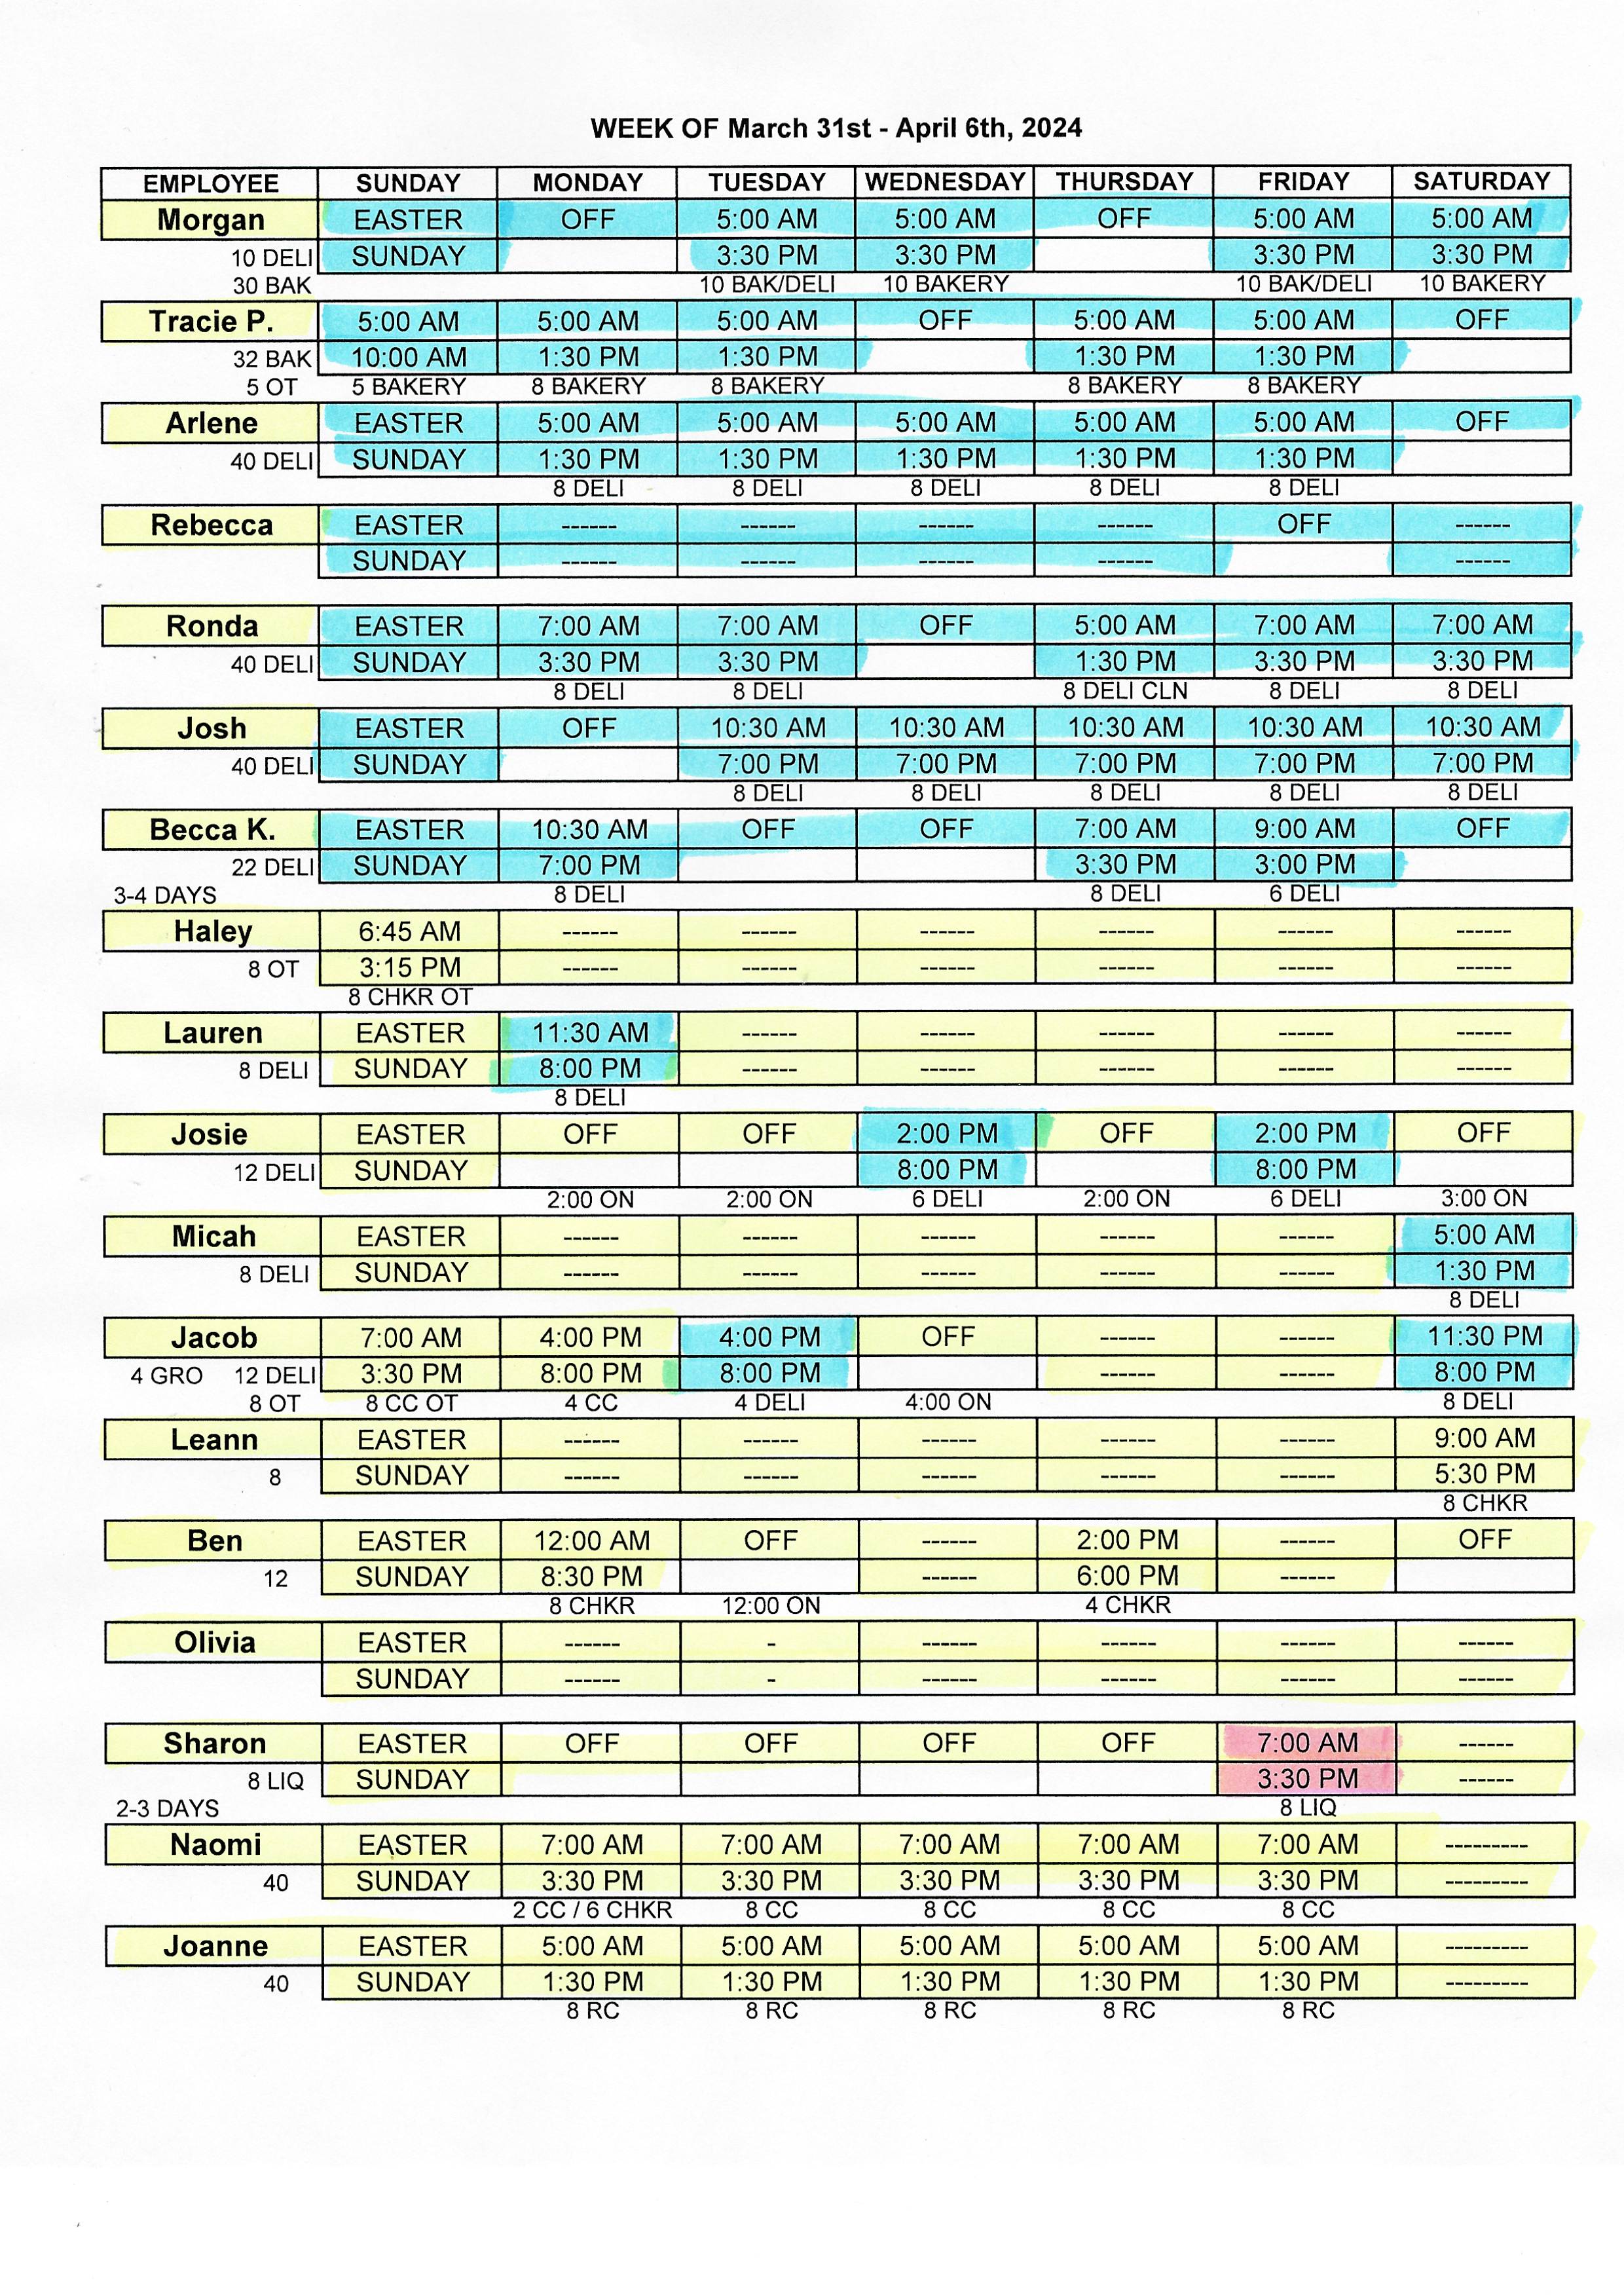 WEEK OF March 31st - April 6th, 2024
EMPLOYEE SUNDAY MONDAY TUESDAY WEDNESDAY THURSDAY FRIDAY SATURDAY
Morgan EASTER OFF 5:00 AM 5:00 AM OFF 5:00 AM 5:00 AM
10 DELI SUNDAY 3:30 PM 3:30 PM 3:30 PM 3:30 PM
30 BAK 10 BAK/DELI 10 BAKERY 10 BAK/DELI 10 BAKERY
Tracie P. 5:00 AM 5:00 AM 5:00 AM OFF 5:00 AM 5:00 AM OFF
32 BAK 10:00 AM 1:30 PM 1:30 PM 1:30 PM 1:30 PM
5 OT 5 BAKERY 8 BAKERY 8 BAKERY 8 BAKERY 8 BAKERY
Arlene EASTER 5:00 AM 5:00 AM 5:00 AM 5:00 AM 5:00 AM OFF
40 DELI SUNDAY 1:30 PM 1:30 PM 1:30 PM 1:30 PM 1:30 PM
8 DELI 8 DELI 8 DELI 8 DELI 8 DELI
Rebecca EASTER ------ ------ ------ ------ OFF ------
SUNDAY ------ ------ ------ ------ ------
Ronda EASTER 7:00 AM 7:00 AM OFF 5:00 AM 7:00 AM 7:00 AM
40 DELI SUNDAY 3:30 PM 3:30 PM 1:30 PM 3:30 PM 3:30 PM
8 DELI 8 DELI 8 DELI CLN 8 DELI 8 DELI
Josh EASTER OFF 10:30 AM 10:30 AM 10:30 AM 10:30 AM 10:30 AM
40 DELI SUNDAY 7:00 PM 7:00 PM 7:00 PM 7:00 PM 7:00 PM
8 DELI 8 DELI 8 DELI 8 DELI 8 DELI
Becca K. EASTER 10:30 AM OFF OFF 7:00 AM 9:00 AM OFF
22 DELI SUNDAY 7:00 PM 3:30 PM 3:00 PM
3-4 DAYS 8 DELI 8 DELI 6 DELI
Haley 6:45 AM ------ ------ ------ ------ ------ ------
8 OT 3:15 PM ------ ------ ------ ------ ------ ------
8 CHKR OT
Lauren EASTER 11:30 AM ------ ------ ------ ------ ------
8 DELI SUNDAY 8:00 PM ------ ------ ------ ------ ------
8 DELI
Josie EASTER OFF OFF 2:00 PM OFF 2:00 PM OFF
12 DELI SUNDAY 8:00 PM 8:00 PM
2:00 ON 2:00 ON 6 DELI 2:00 ON 6 DELI 3:00 ON
Micah EASTER ------ ------ ------ ------ ------ 5:00 AM
8 DELI SUNDAY ------ ------ ------ ------ ------ 1:30 PM
8 DELI
Jacob 7:00 AM 4:00 PM 4:00 PM OFF ------ ------ 11:30 PM
4 GRO 12 DELI 3:30 PM 8:00 PM 8:00 PM ------ ------ 8:00 PM
8 OT 8 CC OT 4 CC 4 DELI 4:00 ON 8 DELI
Leann EASTER ------ ------ ------ ------ ------ 9:00 AM
8 SUNDAY ------ ------ ------ ------ ------ 5:30 PM
8 CHKR
Ben EASTER 12:00 AM OFF ------ 2:00 PM ------ OFF
12 SUNDAY 8:30 PM ------ 6:00 PM ------
8 CHKR 12:00 ON 4 CHKR
Olivia EASTER ------ - ------ ------ ------ ------
SUNDAY ------ - ------ ------ ------ ------
Sharon EASTER OFF OFF OFF OFF 7:00 AM ------
8 LIQ SUNDAY 3:30 PM ------
2-3 DAYS 8 LIQ
Naomi EASTER 7:00 AM 7:00 AM 7:00 AM 7:00 AM 7:00 AM ---------
40 SUNDAY 3:30 PM 3:30 PM 3:30 PM 3:30 PM 3:30 PM ---------
2 CC / 6 CHKR 8 CC 8 CC 8 CC 8 CC
Joanne EASTER 5:00 AM 5:00 AM 5:00 AM 5:00 AM 5:00 AM ---------
40 SUNDAY 1:30 PM 1:30 PM 1:30 PM 1:30 PM 1:30 PM ---------
8 RC 8 RC 8 RC 8 RC 8 RC